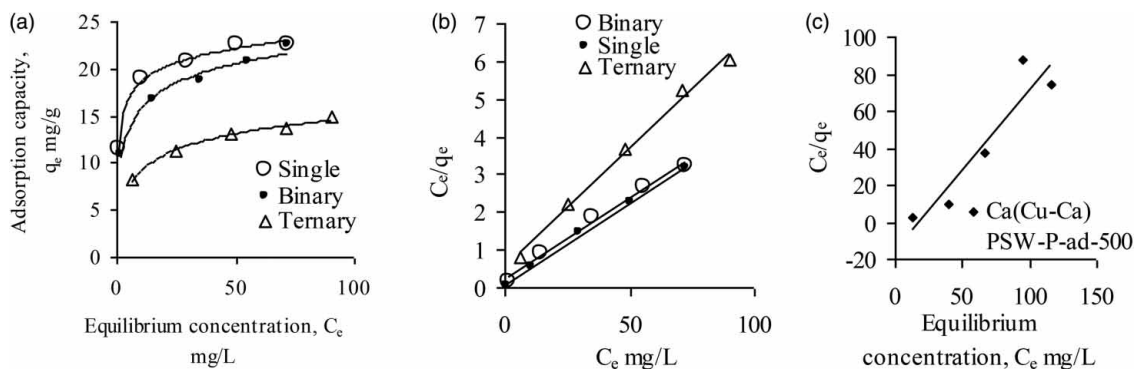 (a)
25
20
15
10
5
0
0
50
100
Adsorption capacity,
qe mg/g
Single
Binary
Ternary
Equilibrium concentration, Ce
mg/L
(b)
7
6
5
4
3
2
1
0
0
50
100
Ce/qe
Binary
Single
Ternary
Ce mg/L
(c)
100
80
60
40
20
0
-20
0
50
100
150
Ce/qe
Ca(Cu-Ca)
PSW-P-ad-500
Equilibrium
concentration, Ce mg/L